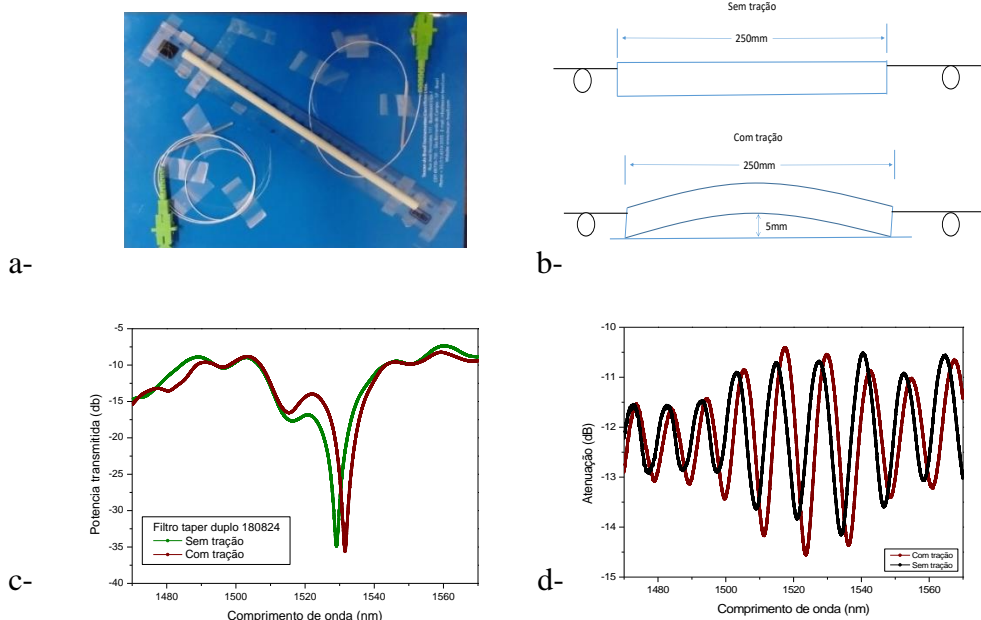 Sem tração
250mm
Com tração
250mm
5mm
a-
b-
-5
-10
-15
-20
-25
-30
-35
-40
Potencia transmitida (db)
Filtro taper duplo 180824
Sem tração
Com tração
1480 1500 1520 1540 1560
Comprimento de onda (nm)
c-
-10
-11
-12
-13
-14
-15
Atenuação (dB)
Com tração
Sem tração
1480 1500 1520 1540 1560
Comprimento de onda (nm)
d-